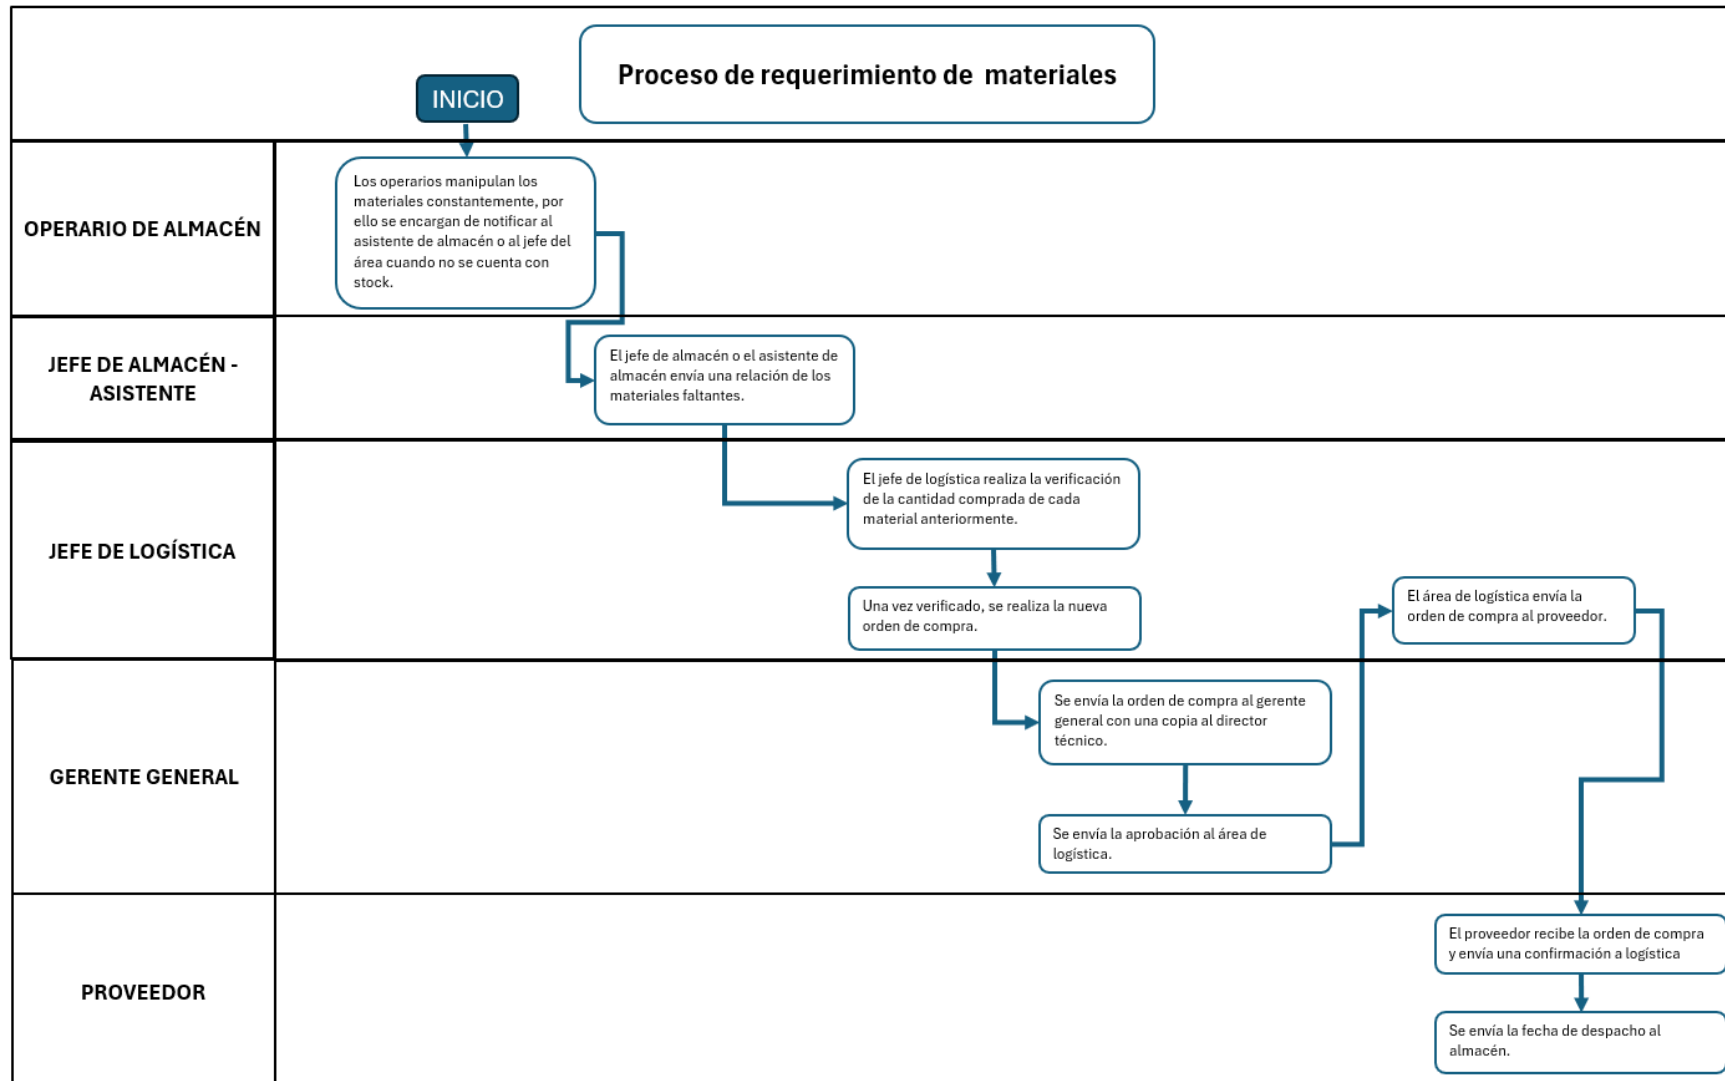 Proceso de requerimiento de materiales
INICIO
OPERARIO DE ALMACÉN
Los operarios manipulan los
materiales constantemente, por
ello se encargan de notificar al
asistente de almacén o al jefe del
área cuando no se cuenta con
stock.
JEFE DE ALMACÉN -
ASISTENTE
El jefe de almacén o el asistente de
almacén envía una relación de los
materiales faltantes.
JEFE DE LOGÍSTICA
El jefe de logística realiza la verificación
de la cantidad comprada de cada
material anteriormente.
Una vez verificado, se realiza la nueva
orden de compra.
El área de logística envía la
orden de compra al proveedor.
GERENTE GENERAL
Se envía la orden de compra al gerente
general con una copia al director
técnico.
Se envía la aprobación al área de
logística.
PROVEEDOR
El proveedor recibe la orden de compra
y envía una confirmación a logística
Se envía la fecha de despacho al
almacén.